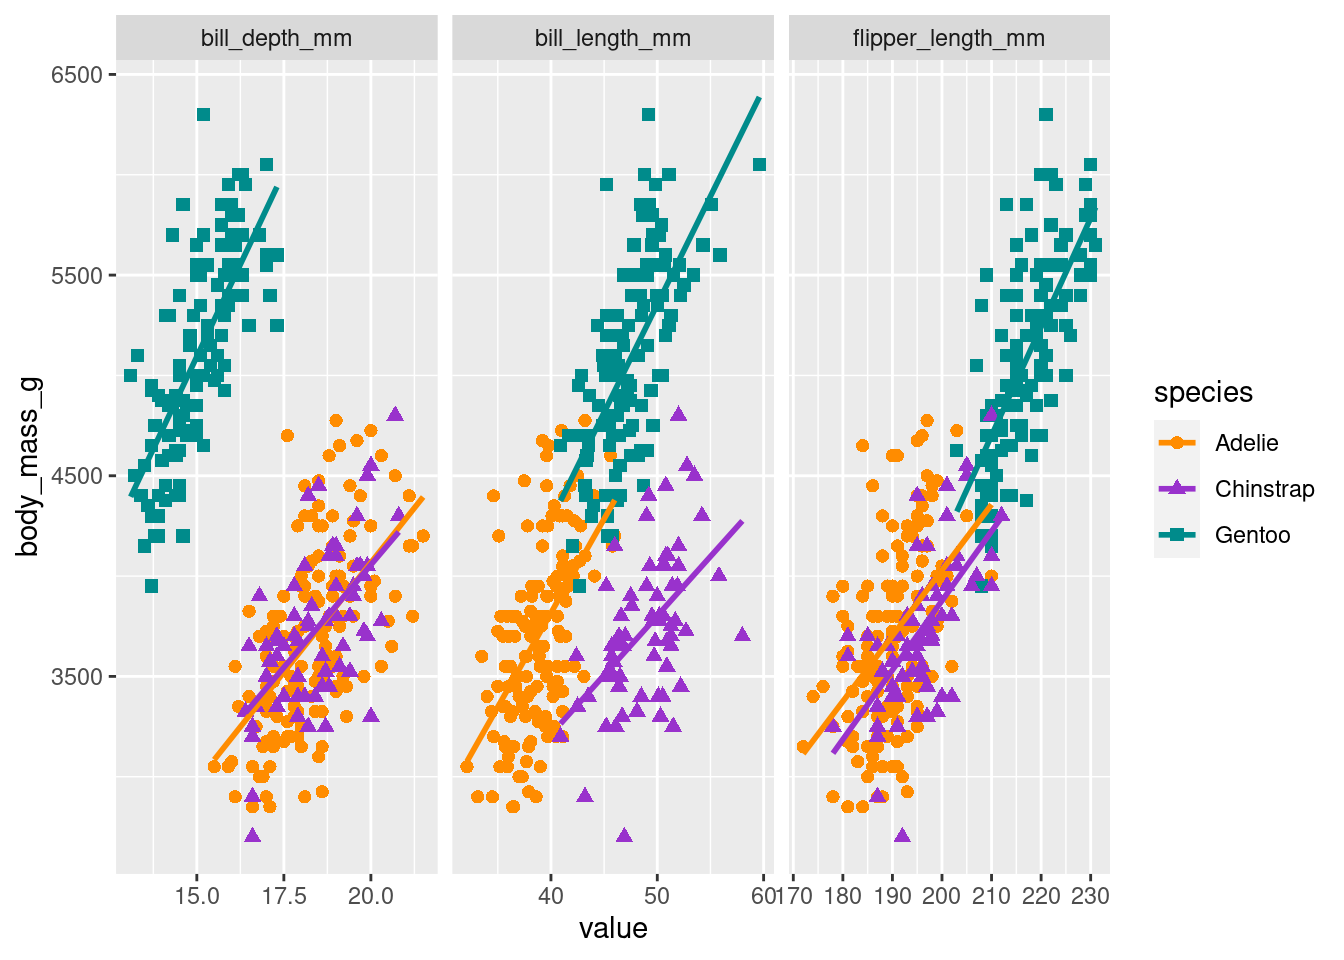 bill_depth_mm
bill_length_mm
flipper_length_mm
6500
5500
4500
3500
body_mass_g
15.0 17.5 20.0
40 50 60
170 180 190 200 210 220 230
value
species
Adelie
Chinstrap
Gentoo